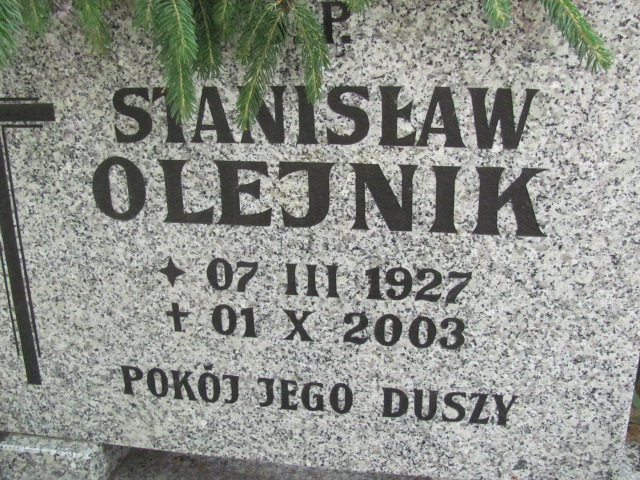 P.
STANISŁAW
OLEJNIK
07 III 1927
01 X 2003
POKÓJ JEGO DUSZY